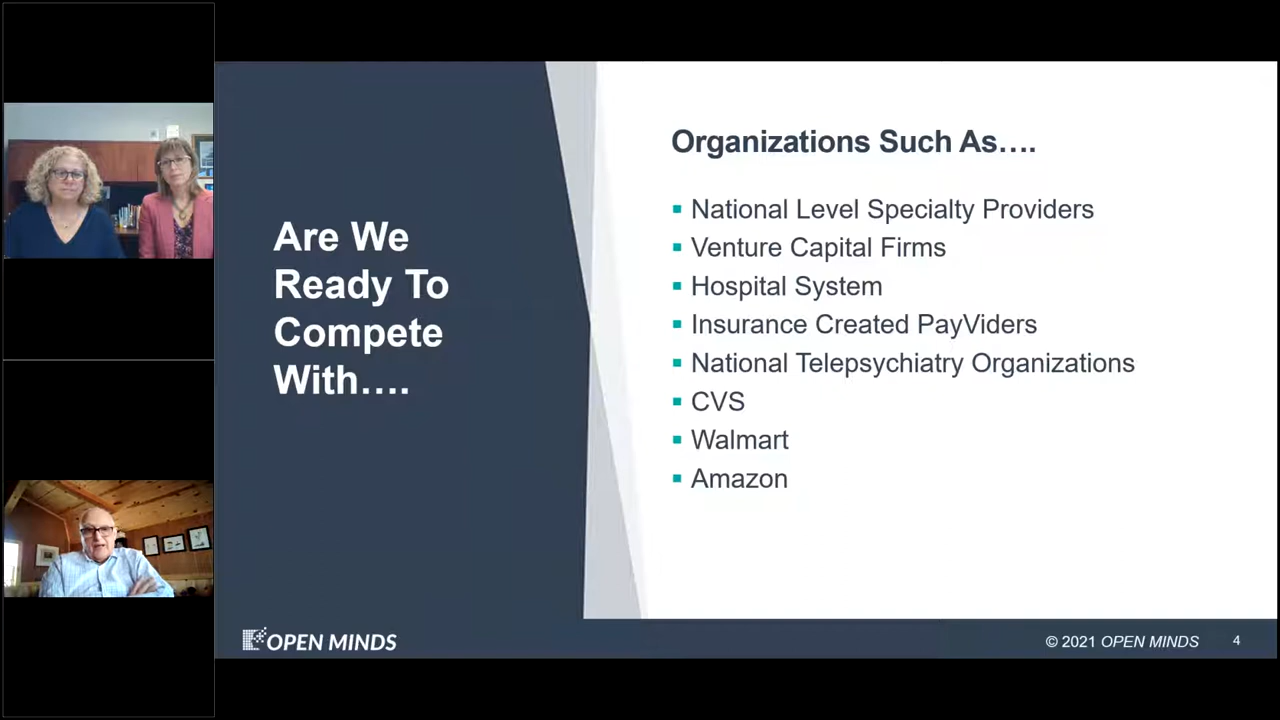 Are We
Ready To
Compete
With....
Organizations Such As....
National Level Specialty Providers
Venture Capital Firms
Hospital System
Insurance Created PayViders
National Telepsychiatry Organizations
CVS
Walmart
Amazon
OPEN MINDS
© 2021 OPEN MINDS
4